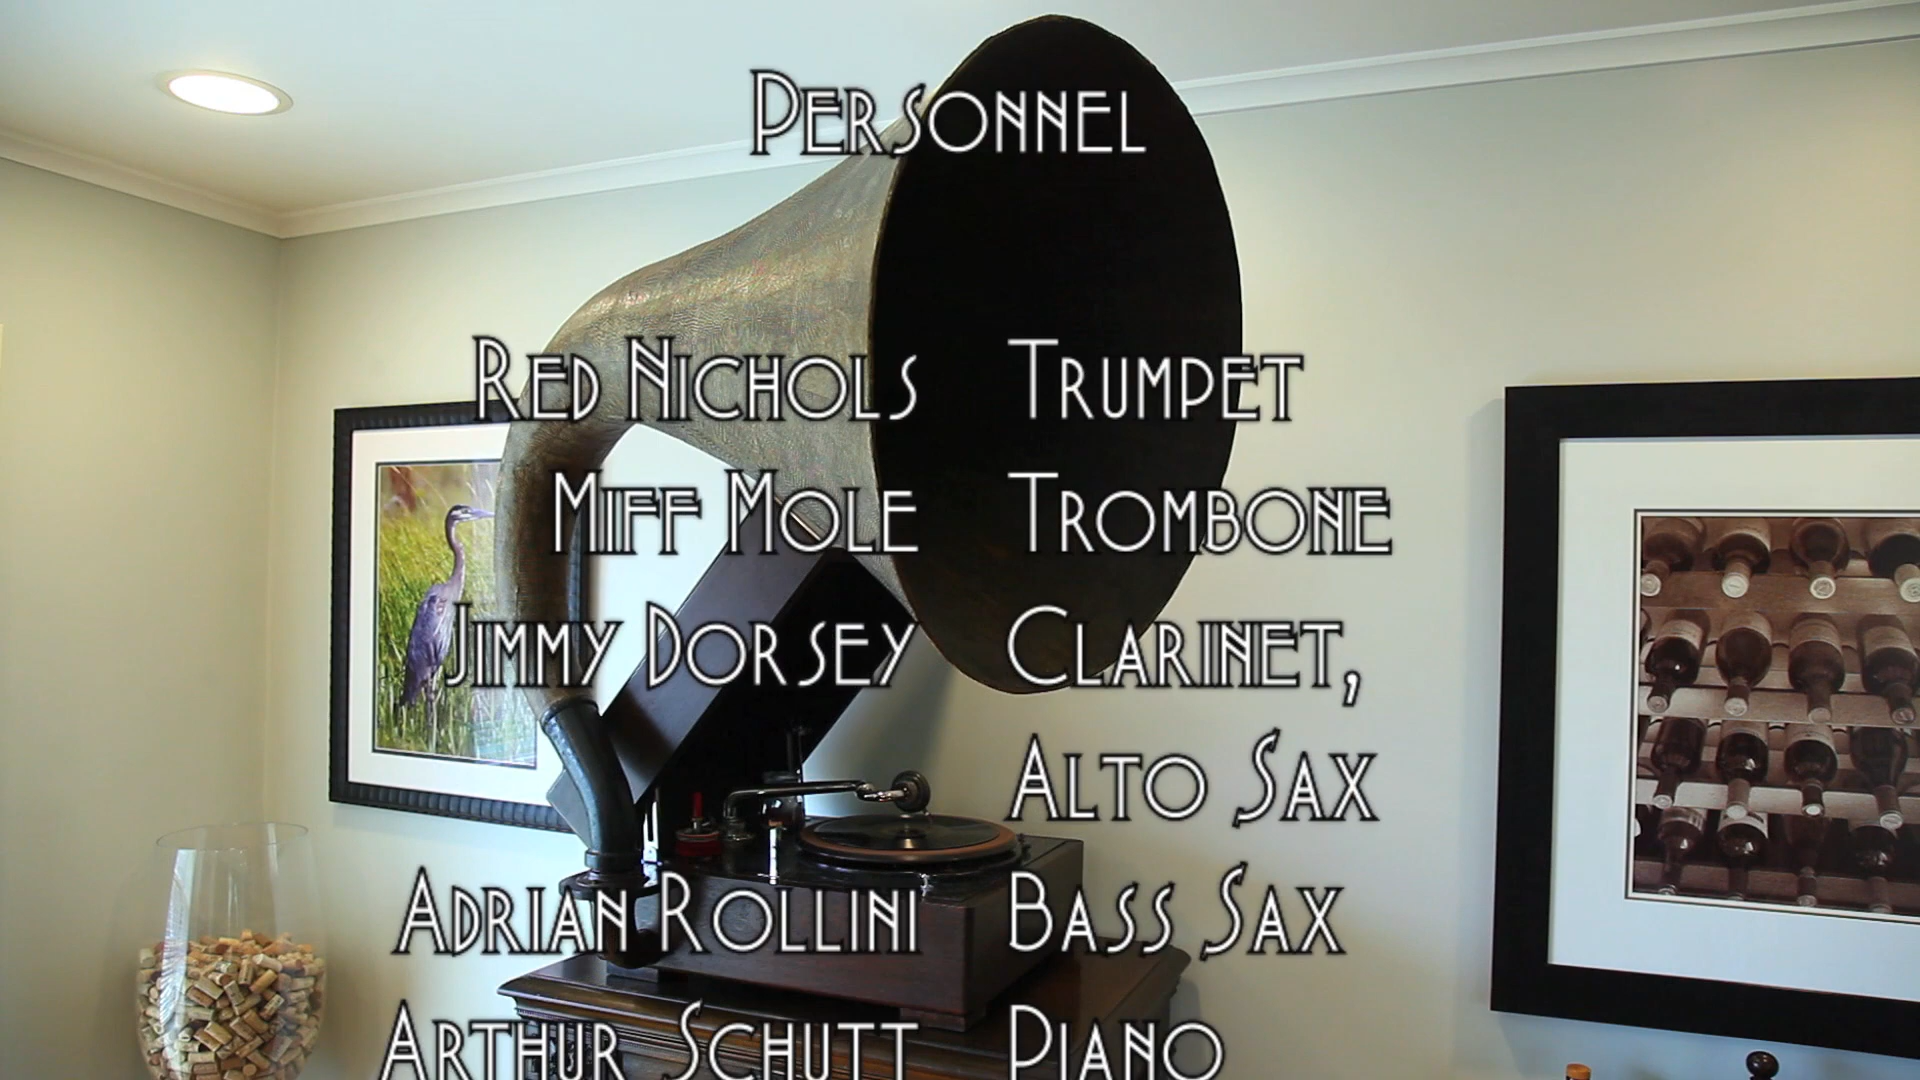 Personnel
Red Nichols Trumpet
Miff Mole Trombone
Jimmy Dorsey Clarinet,
Alto Sax
Adrian Rollini Bass Sax
Arthur Schutt Piano